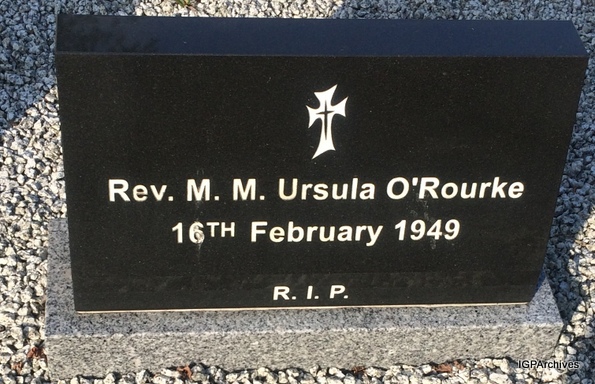 Rev. M. M. Ursula O'Rourke
16TH February 1949
R. I. P.
IGPArchives